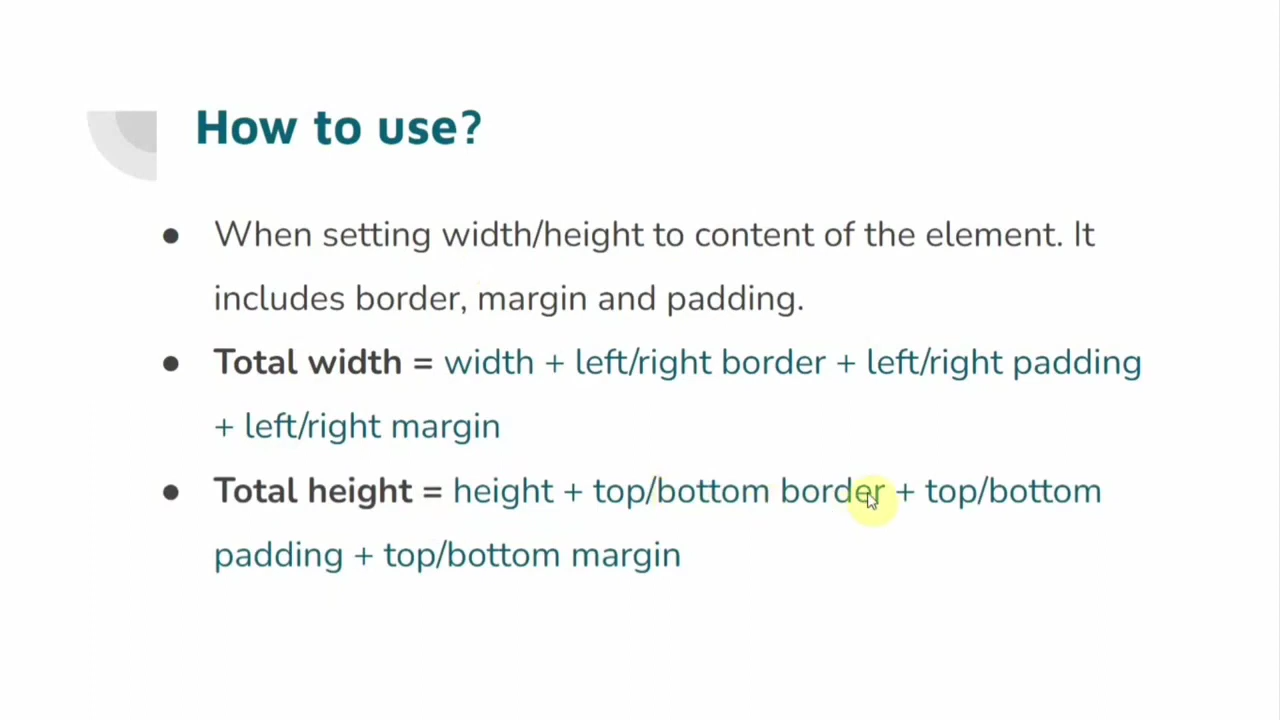 How to use?
● When setting width/height to content of the element. It
includes border, margin and padding.
● Total width = width + left/right border + left/right padding
+ left/right margin
● Total height = height + top/bottom border + top/bottom
padding + top/bottom margin